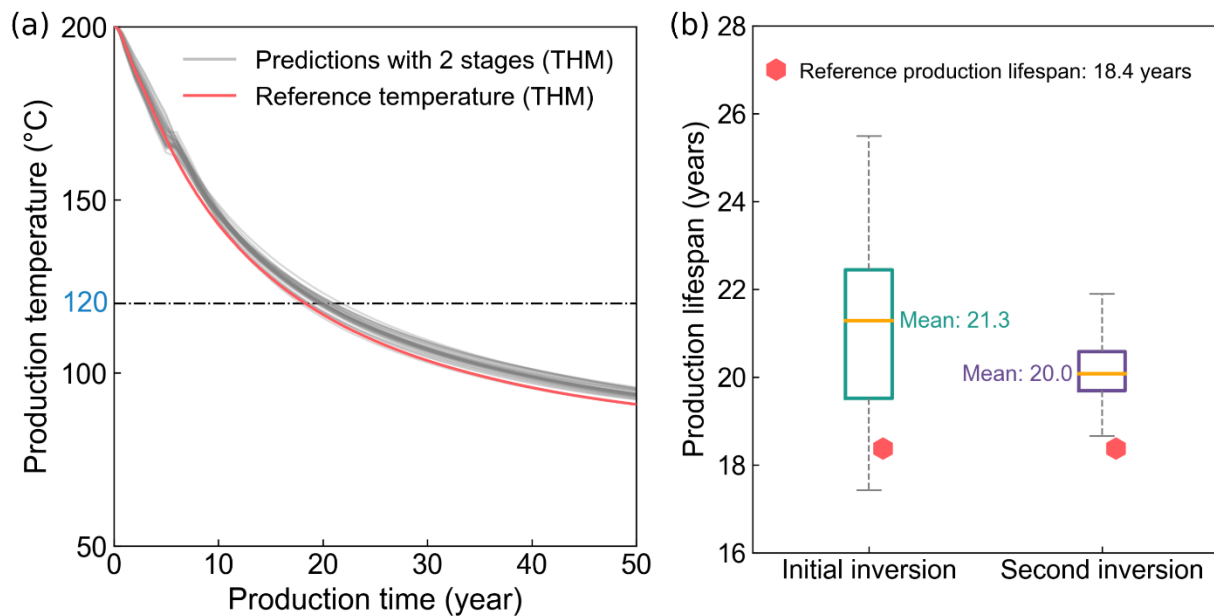 (a)
200
150
120
100
50
Production temperature (°C)
Predictions with 2 stages (THM)
Reference temperature (THM)
0
10
20
30
40
50
Production time (year)
(b)
28
26
24
22
20
18
16
Production lifespan (years)
Reference production lifespan: 18.4 years
Mean: 21.3
Mean: 20.0
Initial inversion
Second inversion